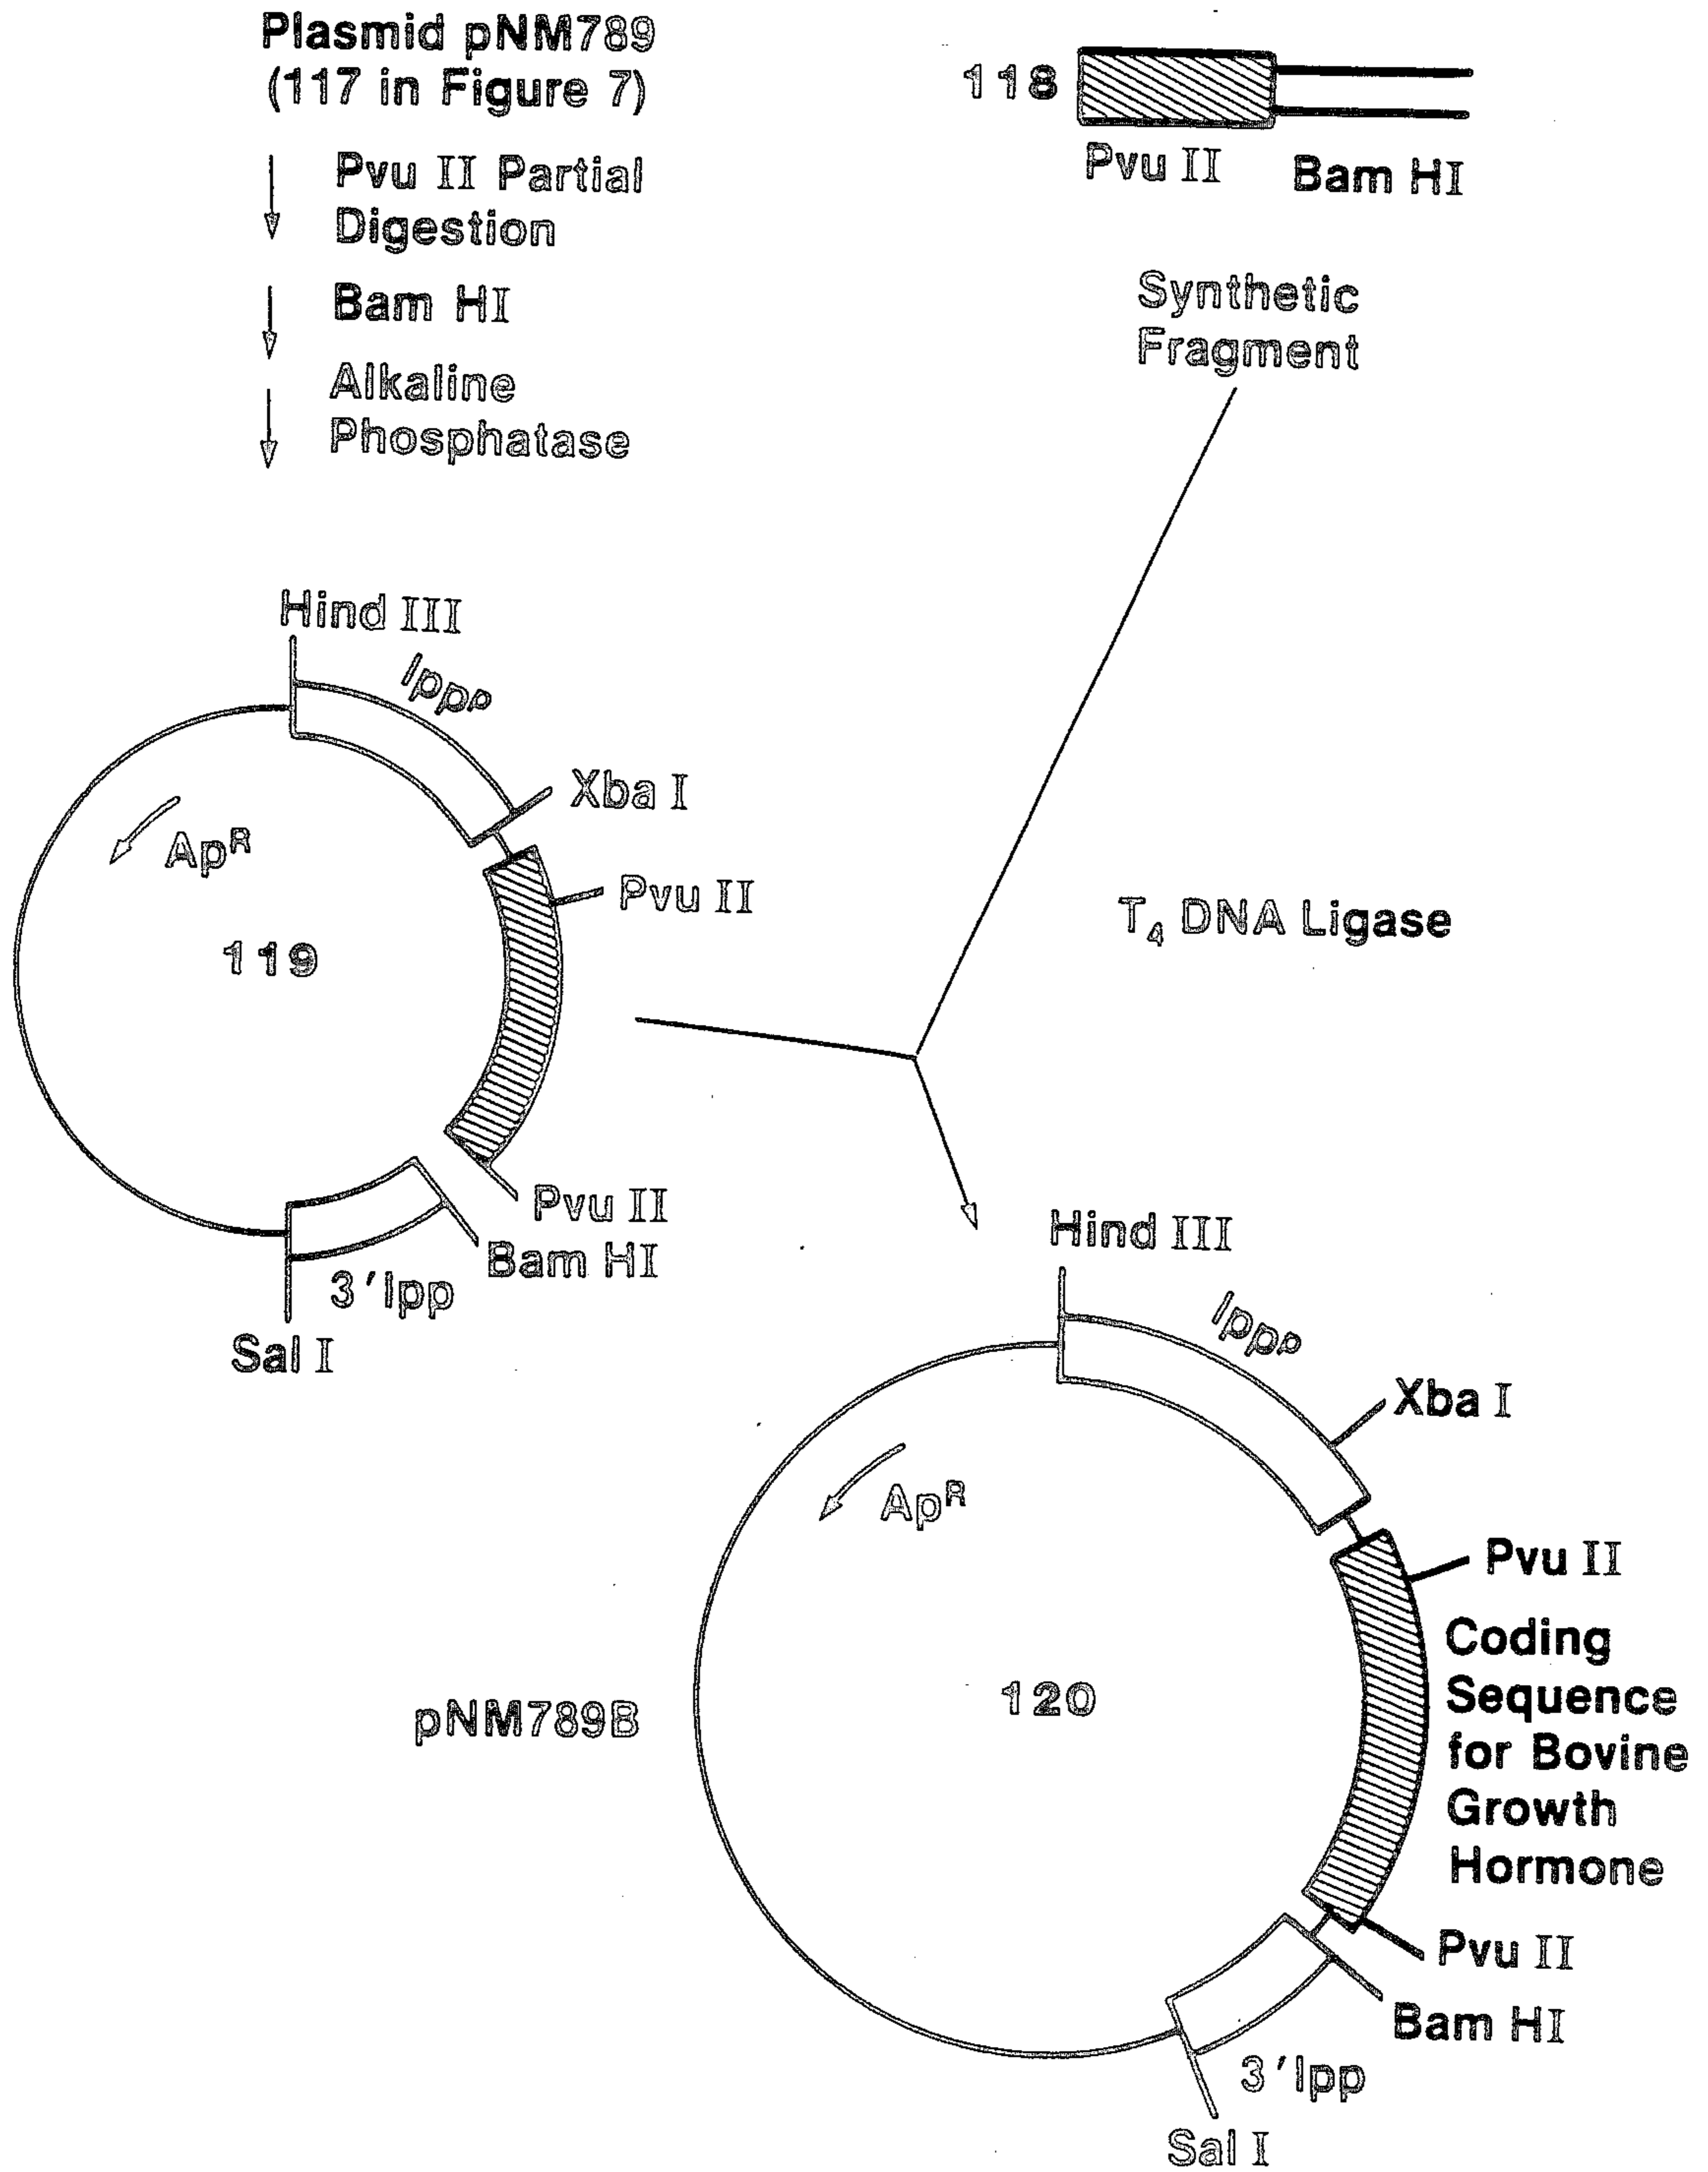 Plasmid pNM789
(117 in Figure 7)
Pvu II Partial
Digestion
Bam HI
Alkaline
Phosphatase
118
Pvu II
Bam HI
Synthetic
Fragment
Hind III
lppp
Xba I
ApR
Pvu II
119
T4 DNA Ligase
Pvu II
Bam HI
3'lpp
Sal I
Hind III
lppp
Xba I
ApR
Pvu II
Coding
Sequence
for Bovine
Growth
Hormone
120
pNM789B
Pvu II
Bam HI
3'lpp
Sal I